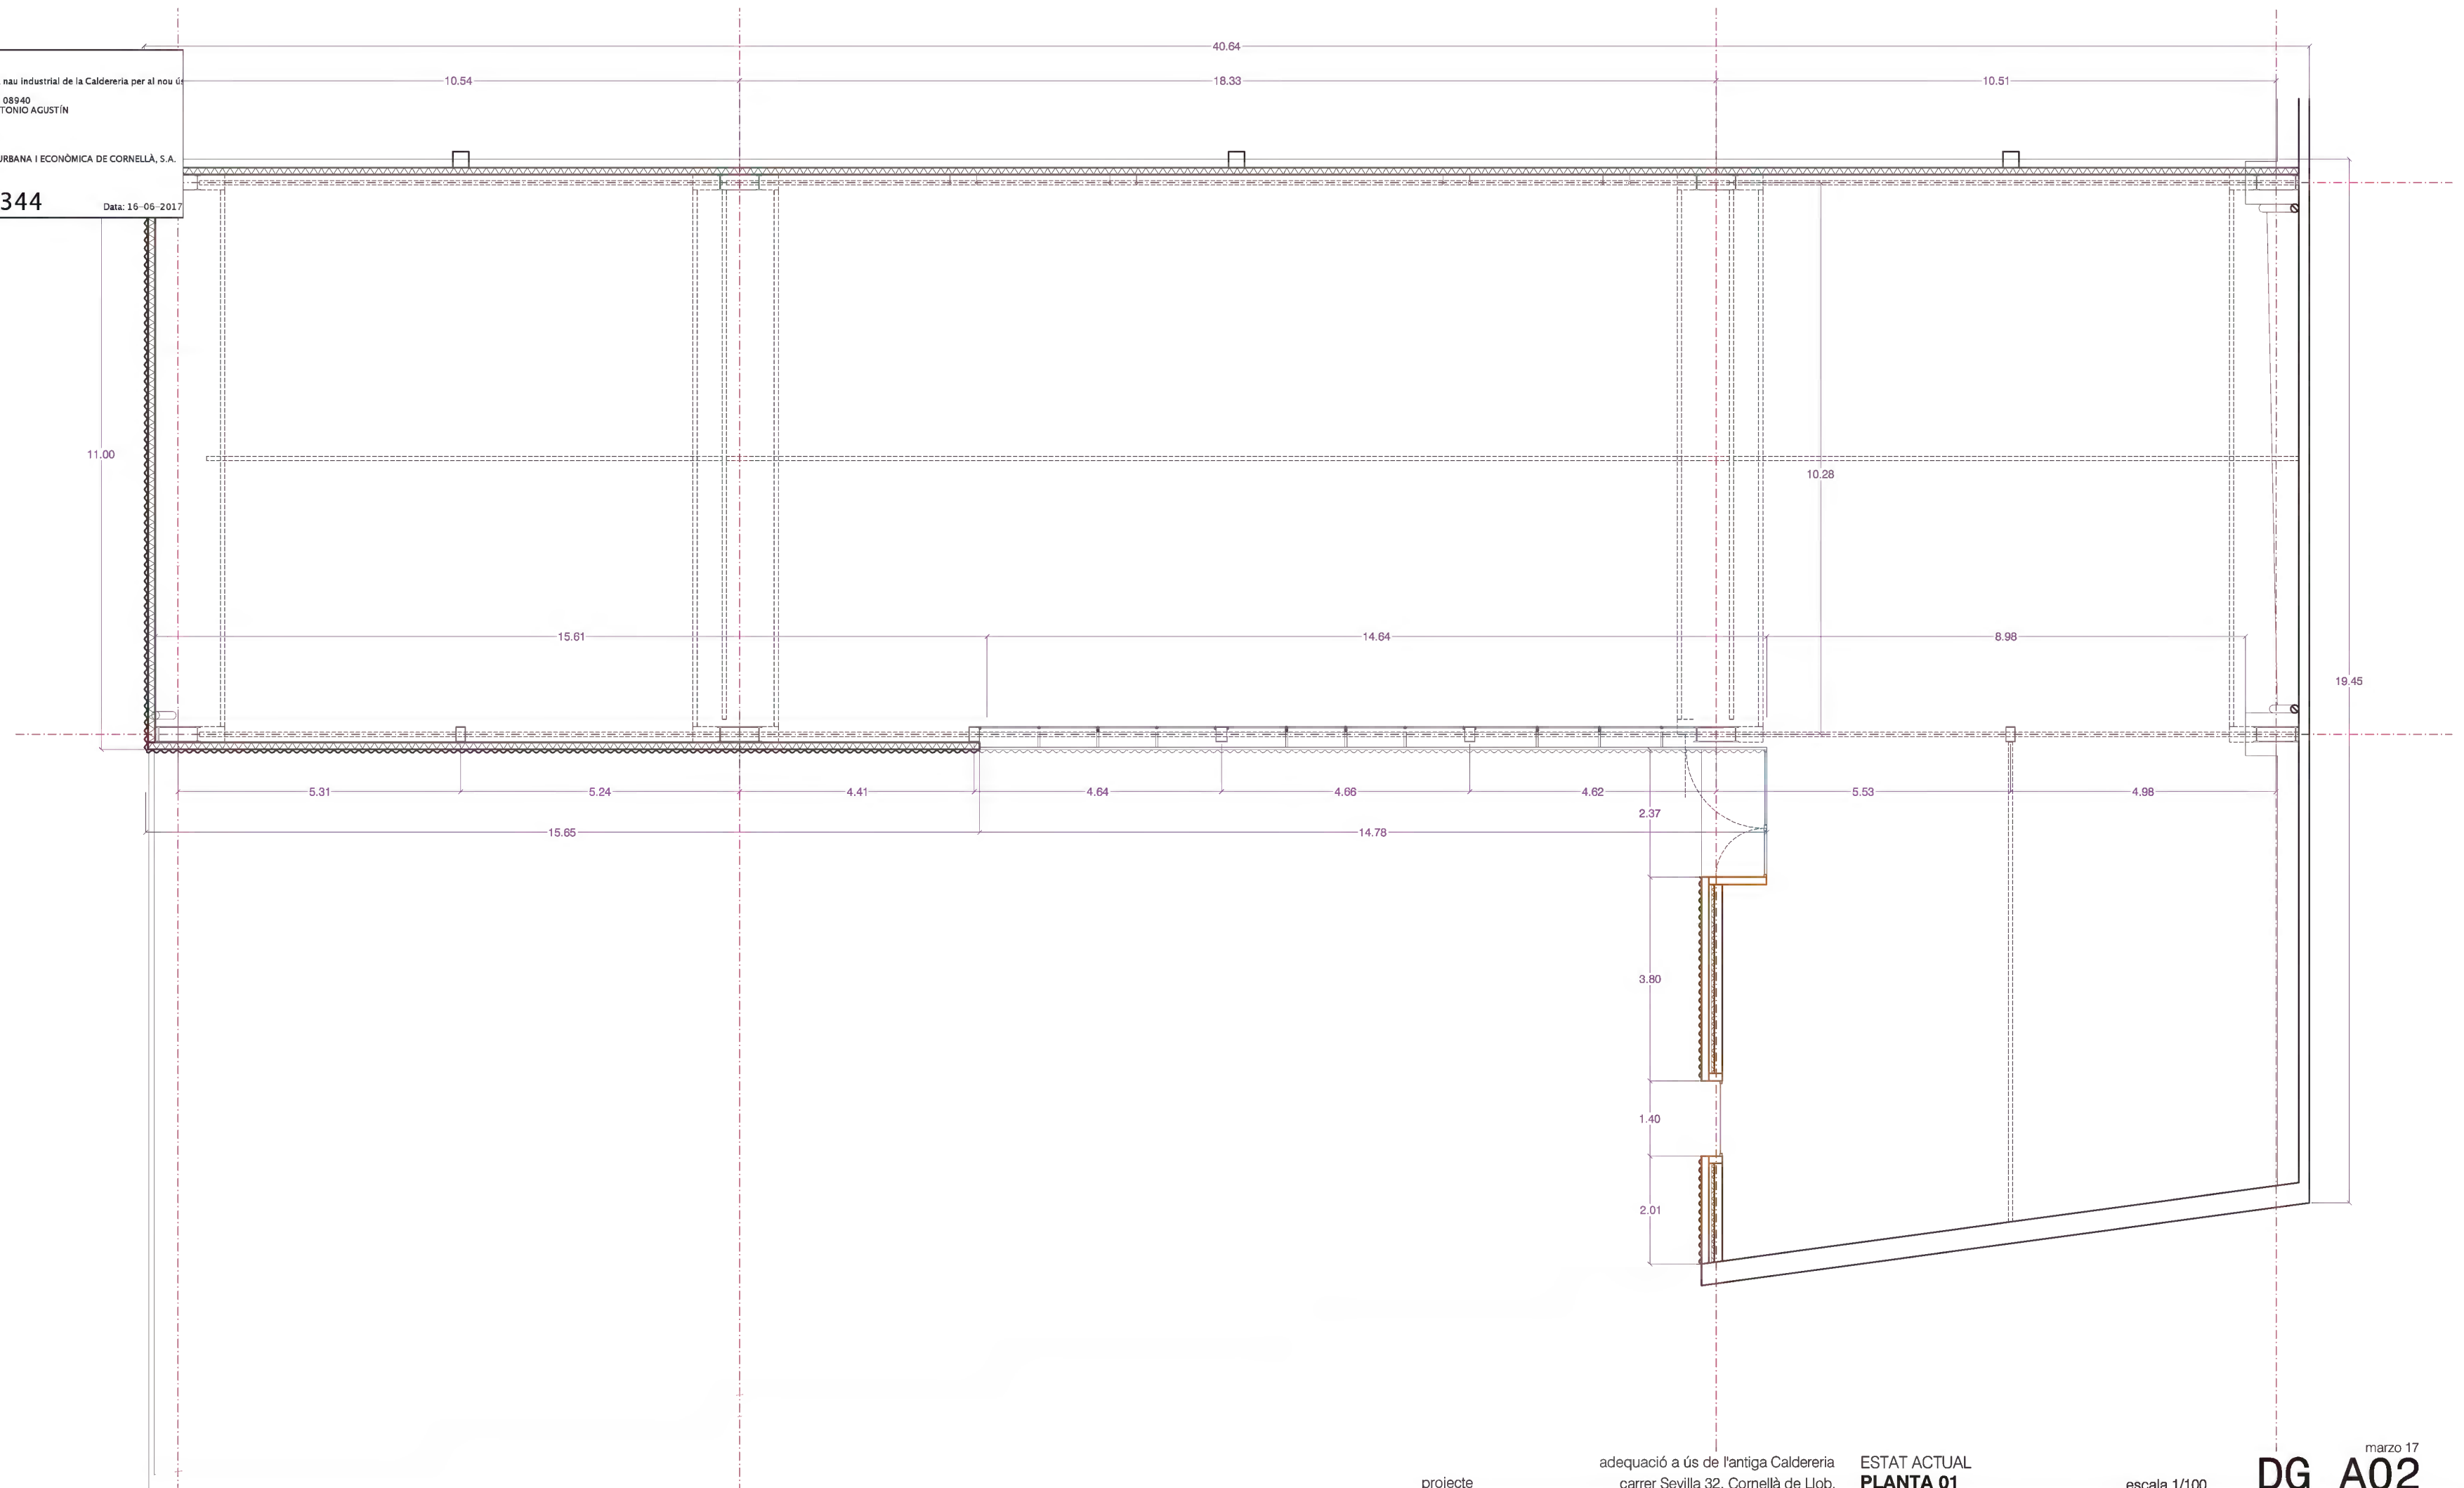 40.64
10.54
18.33
10.51
nau industrial de la Caldereria per al nou ús
08940
TONIO AGUSTÍN
URBANA I ECONÒMICA DE CORNELLÀ, S.A.
344
Data: 16-06-2017
11.00
10.28
15.61
14.64
8.98
19.45
5.31
5.24
4.41
4.64
4.66
4.62
5.53
4.98
2.37
15.65
14.78
3.80
1.40
2.01
marzo 17
adequació a ús de l'antiga Caldereria
ESTAT ACTUAL
DG A02
projecte
carrer Sevilla 32. Cornellà de Llob.
PLANTA 01
escala 1/100